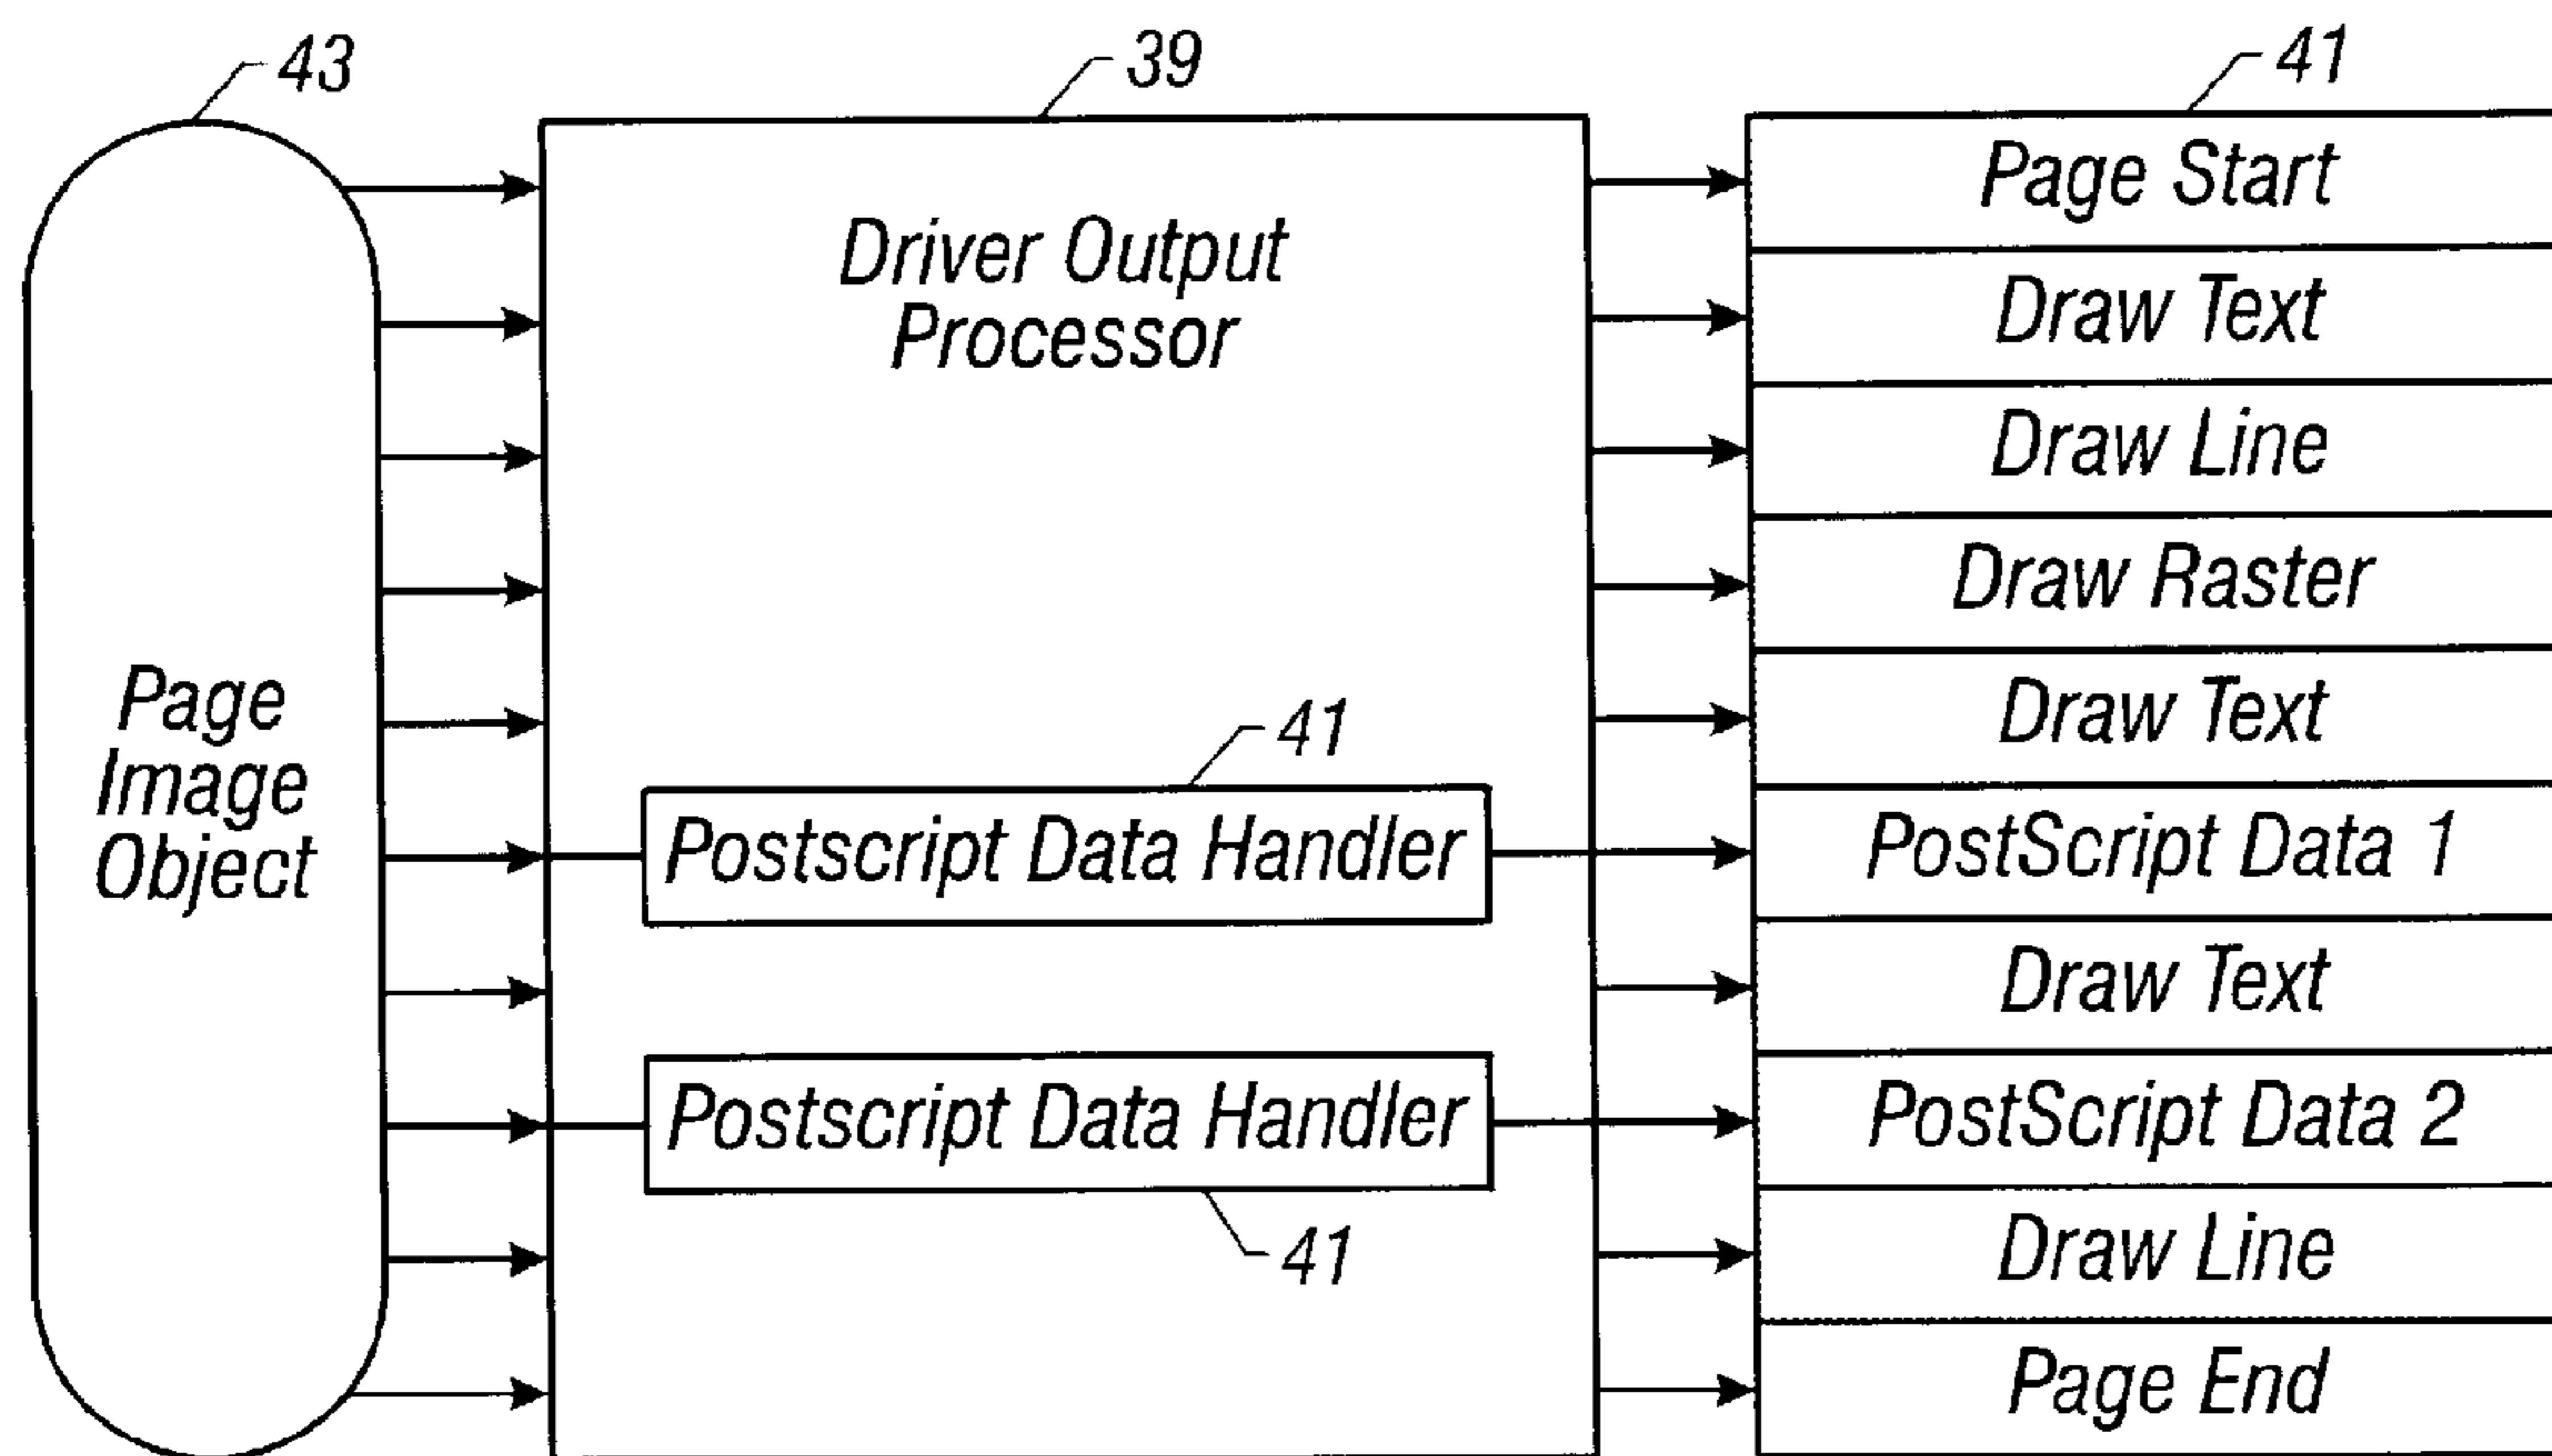 43
39
41
Page
Image
Object
Driver Output
Processor
41
Postscript Data Handler
Postscript Data Handler
41
Page Start
Draw Text
Draw Line
Draw Raster
Draw Text
PostScript Data 1
Draw Text
PostScript Data 2
Draw Line
Page End